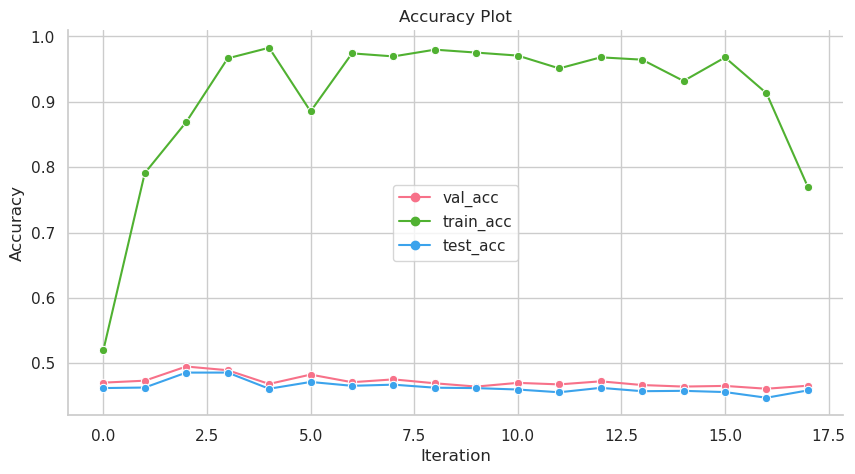 Accuracy Plot
1.0
0.9
0.8
0.7
0.6
0.5
Accuracy
val_acc
train_acc
test_acc
0.0 2.5 5.0 7.5 10.0 12.5 15.0 17.5
Iteration